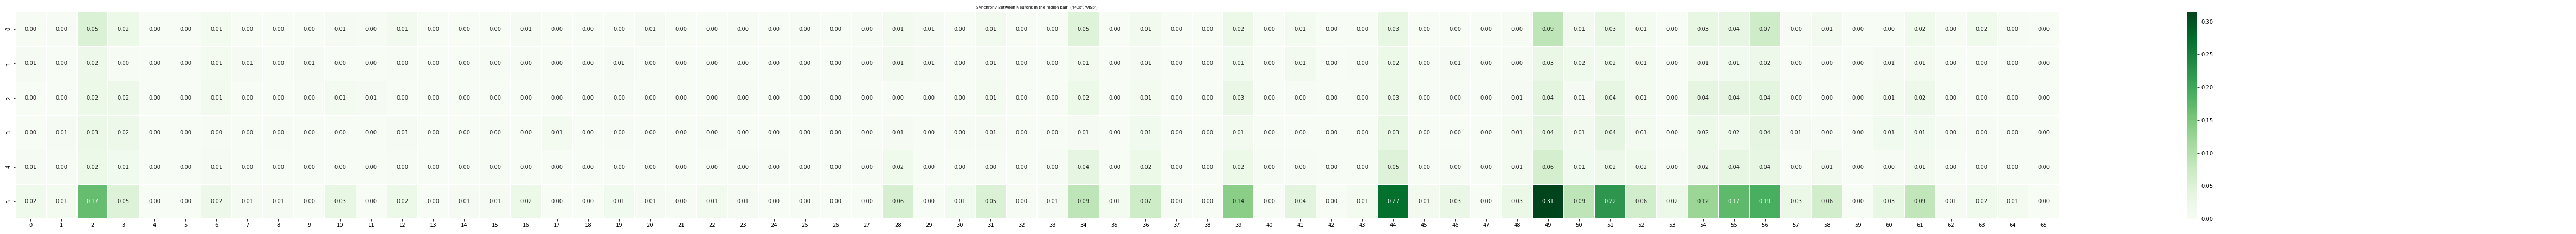 Synchrony Between Neurons in the region pair: ('MOs', 'VISp')
0 0.00 0.00 0.05 0.02 0.00 0.00 0.01 0.00 0.00 0.00 0.01 0.00 0.01 0.00 0.00 0.00 0.01 0.00 0.00 0.00 0.01 0.00 0.00 0.00 0.00 0.00 0.00 0.00 0.01 0.01 0.00 0.01 0.00 0.00 0.05 0.00 0.01 0.00 0.00 0.02 0.00 0.01 0.00 0.00 0.03 0.00 0.01 0.00 0.00 0.09 0.01 0.03 0.01 0.00 0.03 0.04 0.07 0.00 0.01 0.00 0.00 0.02 0.00 0.02 0.00 0.00 0.30
1 0.01 0.00 0.02 0.00 0.00 0.00 0.01 0.01 0.00 0.01 0.00 0.00 0.00 0.00 0.00 0.00 0.01 0.00 0.00 0.01 0.00 0.00 0.00 0.00 0.00 0.00 0.00 0.00 0.01 0.01 0.00 0.01 0.00 0.00 0.01 0.00 0.01 0.00 0.00 0.01 0.00 0.01 0.00 0.00 0.02 0.00 0.01 0.00 0.00 0.03 0.02 0.02 0.01 0.00 0.01 0.01 0.02 0.00 0.00 0.00 0.01 0.01 0.00 0.00 0.00 0.00 0.25
2 0.00 0.00 0.02 0.02 0.00 0.00 0.01 0.00 0.00 0.00 0.01 0.01 0.00 0.00 0.00 0.00 0.00 0.00 0.00 0.00 0.00 0.00 0.00 0.00 0.00 0.00 0.00 0.00 0.00 0.00 0.00 0.01 0.00 0.00 0.02 0.00 0.01 0.00 0.00 0.03 0.00 0.00 0.00 0.00 0.03 0.00 0.00 0.00 0.01 0.04 0.01 0.04 0.01 0.00 0.04 0.04 0.04 0.00 0.00 0.00 0.01 0.02 0.00 0.00 0.00 0.00 0.20
0.15
3 0.00 0.01 0.03 0.02 0.00 0.00 0.00 0.00 0.00 0.00 0.00 0.00 0.01 0.00 0.00 0.00 0.00 0.01 0.00 0.00 0.00 0.00 0.00 0.00 0.00 0.00 0.00 0.00 0.01 0.00 0.00 0.01 0.00 0.00 0.01 0.00 0.01 0.00 0.00 0.01 0.00 0.00 0.00 0.00 0.03 0.00 0.00 0.00 0.01 0.04 0.01 0.04 0.01 0.00 0.02 0.02 0.04 0.01 0.00 0.00 0.01 0.01 0.00 0.00 0.00 0.00 0.10
4 0.01 0.00 0.02 0.01 0.00 0.00 0.01 0.00 0.00 0.00 0.00 0.00 0.00 0.00 0.00 0.00 0.00 0.00 0.00 0.00 0.00 0.00 0.00 0.00 0.00 0.00 0.00 0.00 0.02 0.00 0.00 0.00 0.00 0.00 0.04 0.00 0.02 0.00 0.00 0.02 0.00 0.00 0.00 0.00 0.05 0.00 0.00 0.00 0.01 0.06 0.01 0.02 0.02 0.00 0.02 0.04 0.04 0.00 0.01 0.00 0.00 0.01 0.00 0.00 0.00 0.00 0.05
5 0.02 0.01 0.17 0.05 0.00 0.00 0.02 0.01 0.01 0.00 0.03 0.00 0.02 0.00 0.01 0.01 0.02 0.00 0.00 0.01 0.01 0.00 0.01 0.01 0.00 0.00 0.00 0.00 0.06 0.00 0.01 0.05 0.00 0.01 0.09 0.01 0.07 0.00 0.00 0.14 0.00 0.04 0.00 0.01 0.27 0.01 0.03 0.00 0.03 0.31 0.09 0.22 0.06 0.02 0.12 0.17 0.19 0.03 0.06 0.00 0.03 0.09 0.01 0.02 0.01 0.00 0.00
0 1 2 3 4 5 6 7 8 9 10 11 12 13 14 15 16 17 18 19 20 21 22 23 24 25 26 27 28 29 30 31 32 33 34 35 36 37 38 39 40 41 42 43 44 45 46 47 48 49 50 51 52 53 54 55 56 57 58 59 60 61 62 63 64 65